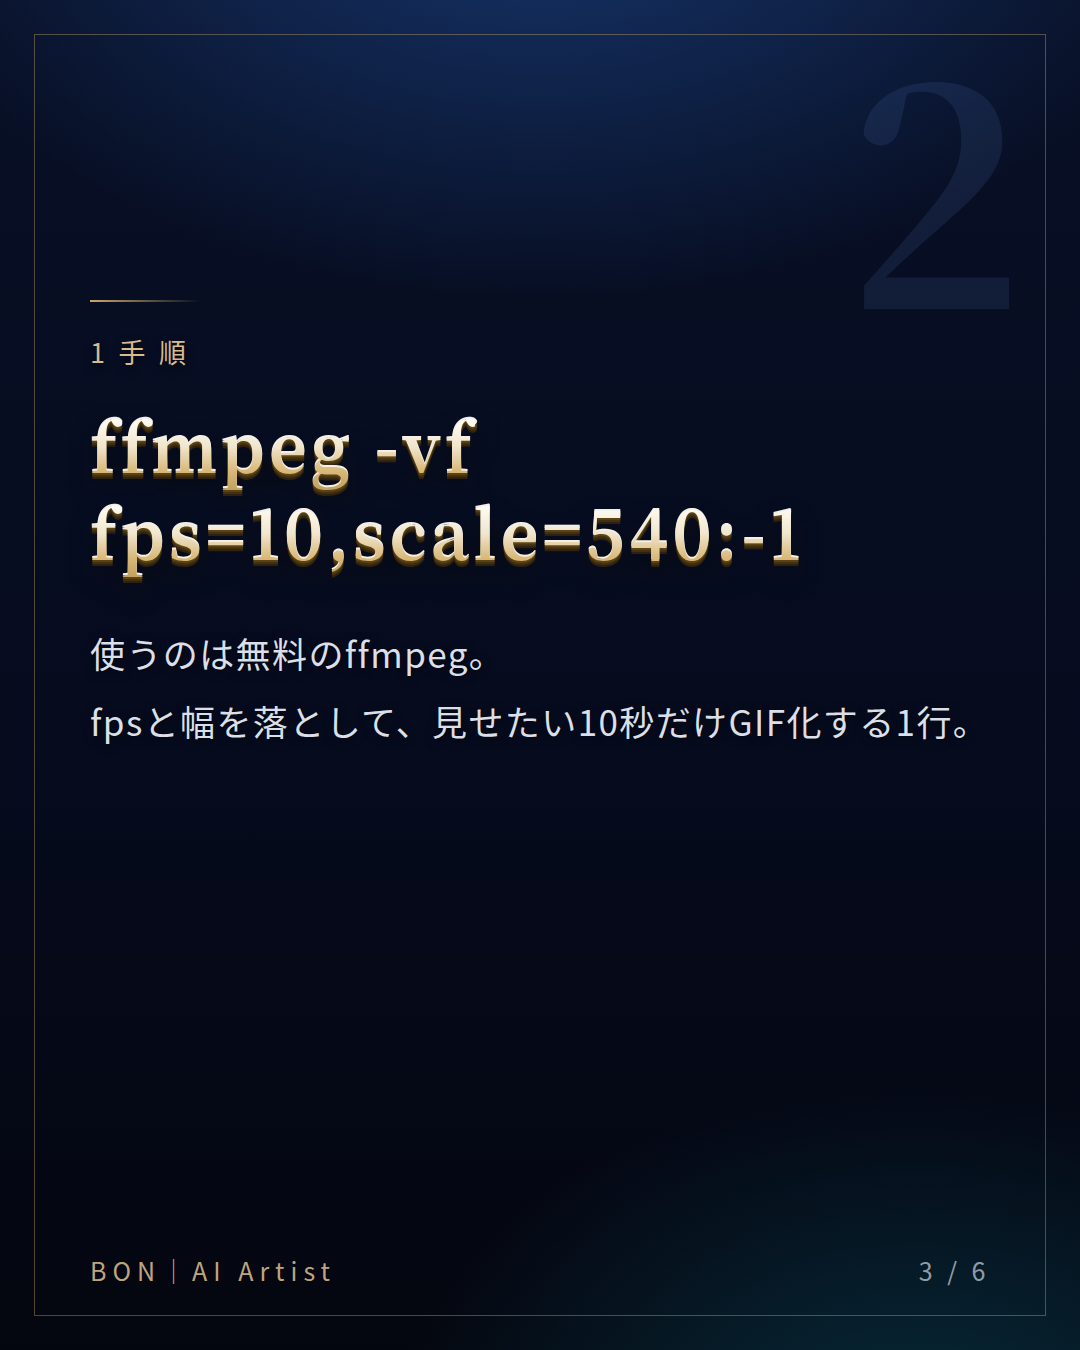 2
1 手 順
ffmpeg -vf
fps=10,scale=540:-1
使うのは無料のffmpeg。
fpsと幅を落として、見せたい10秒だけGIF化する1行。
BON｜AI Artist
3 / 6